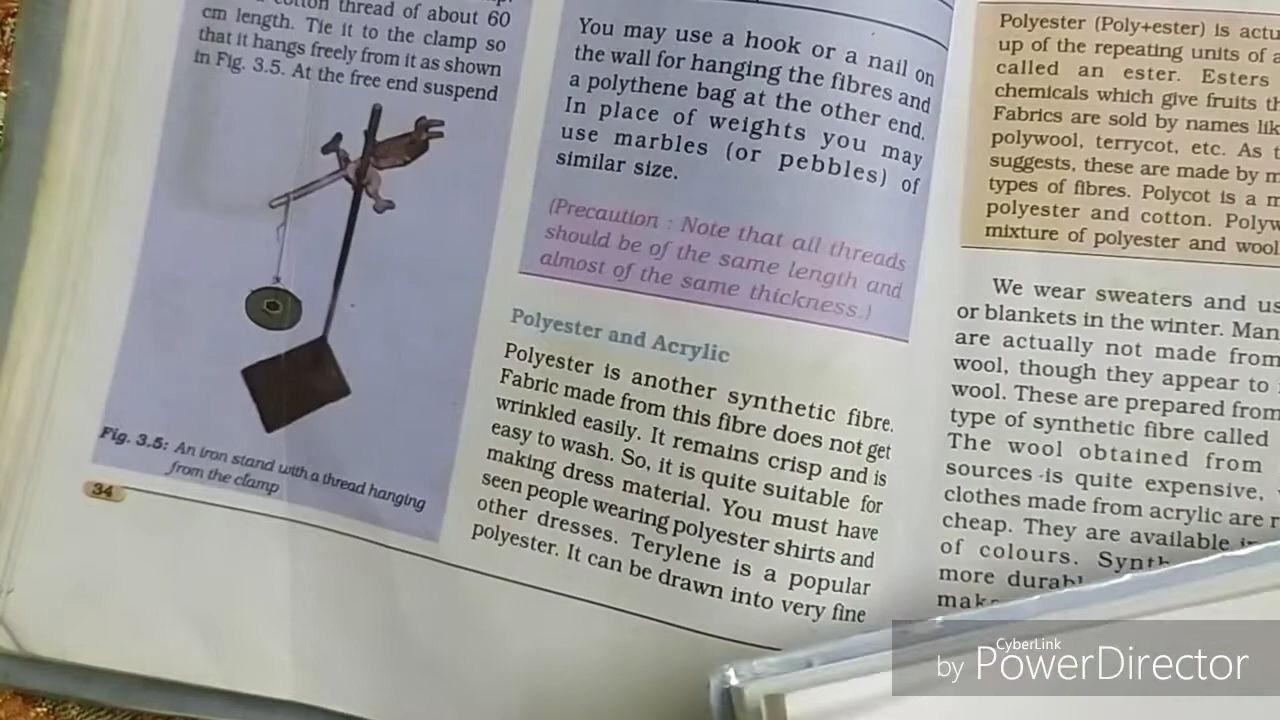 cotton thread of about 60
cm length. Tie it to the clamp so
that it hangs freely from it as shown
in Fig. 3.5. At the free end suspend
Fig. 3.5: An iron stand with a thread hanging
from the clamp
34
You may use a hook or a nail on
the wall for hanging the fibres and
a polythene bag at the other end.
In place of weights you may
use marbles (or pebbles) of
similar size.
(Precaution : Note that all threads
should be of the same length and
almost of the same thickness.)
Polyester and Acrylic
Polyester is another synthetic fibre.
Fabric made from this fibre does not get
wrinkled easily. It remains crisp and is
easy to wash. So, it is quite suitable for
making dress material. You must have
seen people wearing polyester shirts and
other dresses. Terylene is a popular
polyester. It can be drawn into very fine
Polyester (Poly+ester) is
up of the repeating units of
called an ester. Esters
chemicals which give fruits
Fabrics are sold by names
polywool, terrycot, etc. As
suggests, these are made by
types of fibres. Polycot is a
polyester and cotton.
mixture of polyester and wool
We wear sweaters and
or blankets in the winter.
are actually not made from
wool, though they appear to
wool. These are prepared from
type of synthetic fibre called
The wool obtained from
sources is quite expensive,
clothes made from acrylic are
cheap. They are available
of colours.
more
CyberLink
by PowerDirector